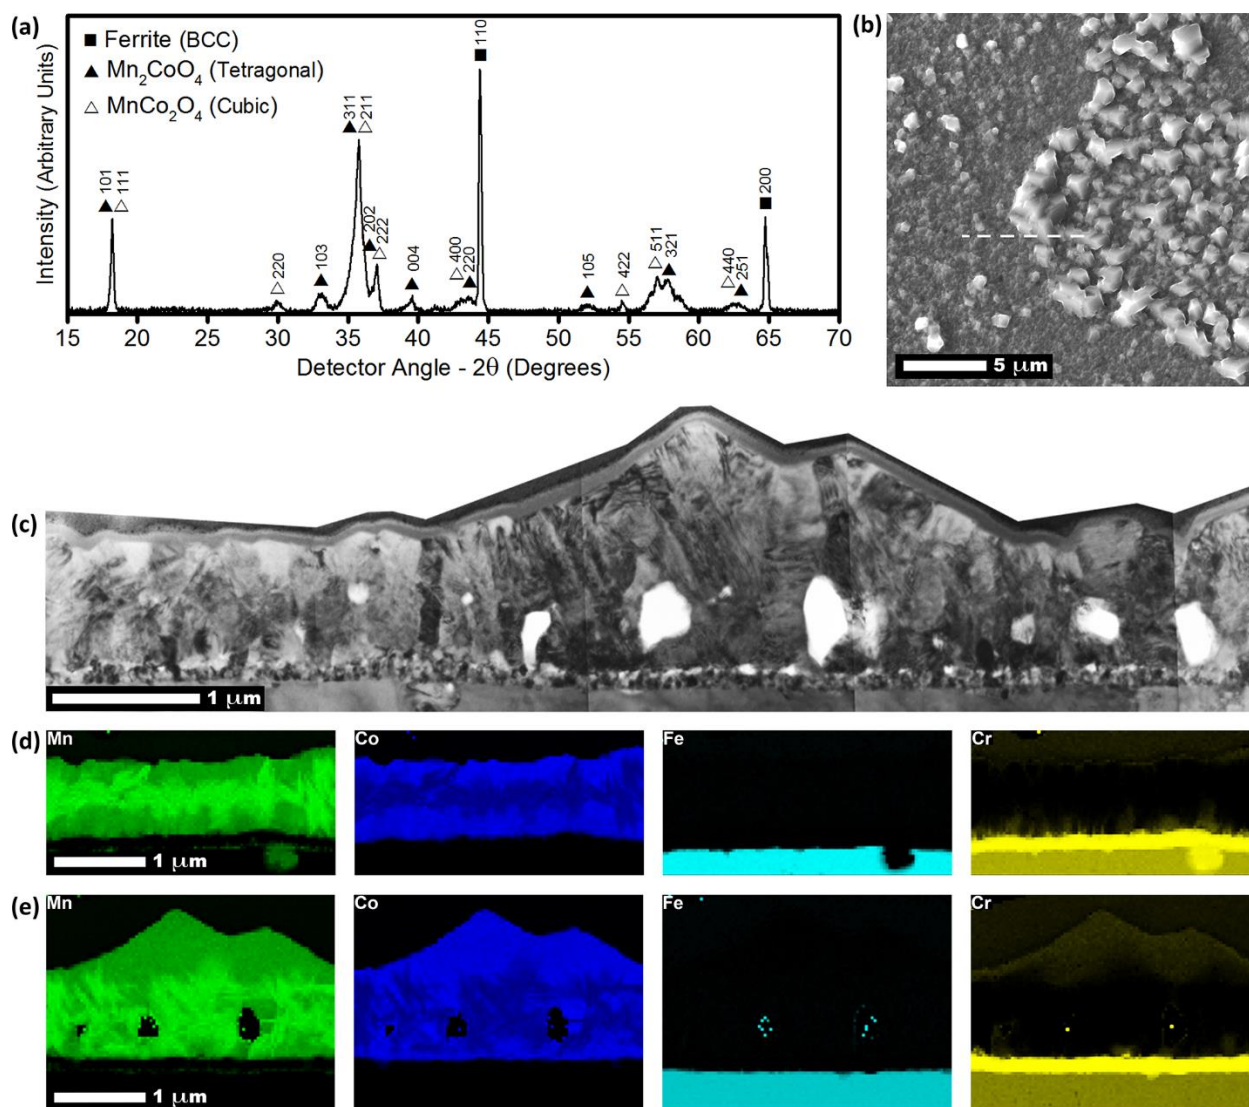 (a)
Intensity (Arbitrary Units)
■ Ferrite (BCC)
▲ Mn₂CoO₄ (Tetragonal)
△ MnCo₂O₄ (Cubic)
▲ 101
△ 111
△ 220
▲ 103
▲ 311
△ 211
▲ 202
△ 222
▲ 004
△ 400
▲ 220
■ 110
▲ 105
△ 422
△ 511
▲ 321
△ 440
▲ 251
■ 200
15 20 25 30 35 40 45 50 55 60 65 70
Detector Angle - 2θ (Degrees)
(b)
5 μm
(c)
1 μm
(d)
Mn
1 μm
Co
Fe
Cr
(e)
Mn
1 μm
Co
Fe
Cr